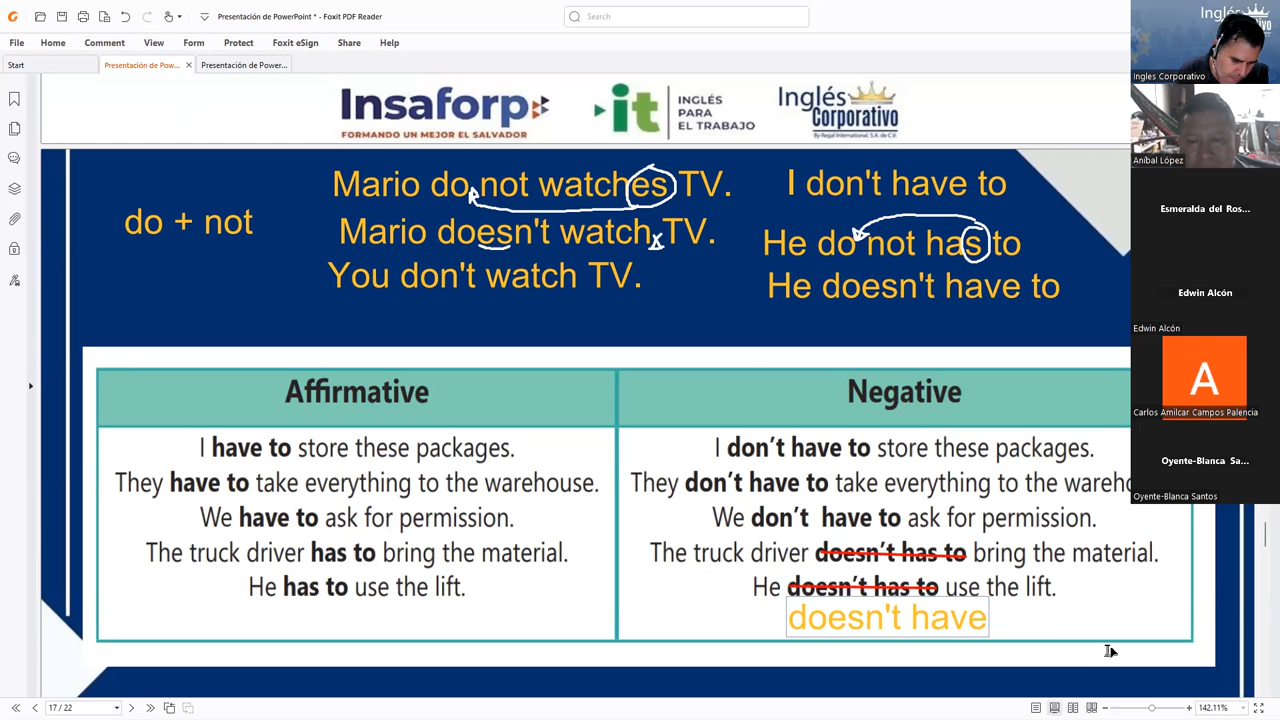 Presentación de PowerPoint * - Foxit PDF Reader
Search
File Home Comment View Form Protect Foxit eSign Share Help
Start Presentación de Pow... Presentación de Power...
Insaforp
FORMANDO UN MEJOR EL SALVADOR
it
INGLÉS
PARA
EL TRABAJO
Inglés
Corporativo
By Regal International, S.A. de C.V.
do + not
Mario do not watches TV.
Mario doesn't watch TV.
You don't watch TV.
I don't have to
He do not has to
He doesn't have to
Affirmative
I have to store these packages.
They have to take everything to the warehouse.
We have to ask for permission.
The truck driver has to bring the material.
He has to use the lift.
Negative
I don't have to store these packages.
They don't have to take everything to the wareho
We don't have to ask for permission.
The truck driver doesn't has to bring the material.
He doesn't has to use the lift.
doesn't have
17 / 22
142.11%
Ingles Corporativo
Aníbal López
Esmeralda del Ros...
Edwin Alcón
Edwin Alcón
A
Carlos Amilcar Campos Palencia
Oyente-Blanca Sa...
Oyente-Blanca Santos